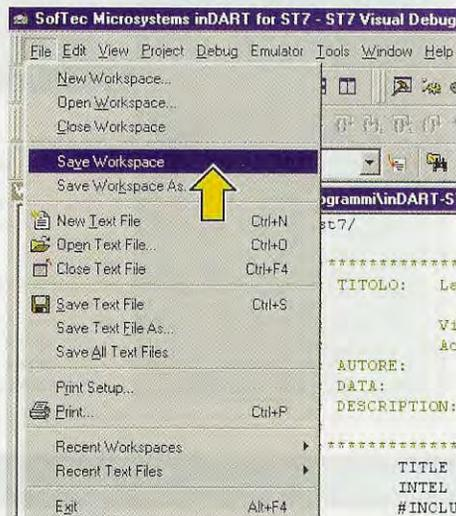 SofTec Microsystems inDART for ST7 - ST7 Visual Debug
File Edit View Project Debug Emulator Tools Window Help
New Workspace...
Open Workspace...
Close Workspace
Save Workspace
Save Workspace As...
ogrammi\inDART-S
st7/
New Text File Ctrl+N
Open Text File... Ctrl+O
Close Text File Ctrl+F4
*************
TITOLO: La
Save Text File Ctrl+S
Save Text File As...
Vi
Save All Text Files
Ac
AUTORE:
Print Setup...
DATA:
Print... Ctrl+P
DESCRIPTION:
Recent Workspaces
*************
Recent Text Files
TITLE
INTEL
Exit Alt+F4
#INCLU